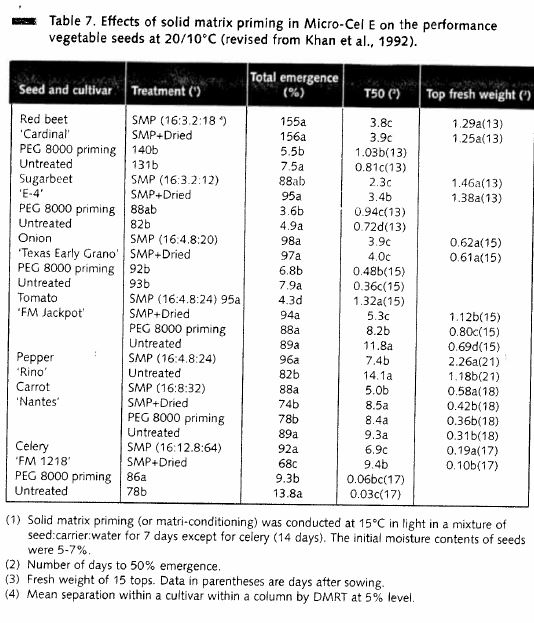 Table 7. Effects of solid matrix priming in Micro-Cel E on the performance
vegetable seeds at 20/10°C (revised from Khan et al., 1992).
Seed and cultivar Treatment (¹) Total emergence (%) T50 (²) Top fresh weight (³)
Red beet SMP (16:3.2:18 ⁴) 155a 3.8c 1.29a(13)
'Cardinal' SMP+Dried 156a 3.9c 1.25a(13)
PEG 8000 priming 140b 5.5b 1.03b(13)
Untreated 131b 7.5a 0.81c(13)
Sugarbeet SMP (16:3.2:12) 88ab 2.3c 1.46a(13)
'E-4' SMP+Dried 95a 3.4b 1.38a(13)
PEG 8000 priming 88ab 3.6b 0.94c(13)
Untreated 82b 4.9a 0.72d(13)
Onion SMP (16:4.8:20) 98a 3.9c 0.62a(15)
'Texas Early Grano' SMP+Dried 97a 4.0c 0.61a(15)
PEG 8000 priming 92b 6.8b 0.48b(15)
Untreated 93b 7.9a 0.36c(15)
Tomato SMP (16:4.8:24) 95a 4.3d 1.32a(15)
'FM Jackpot' SMP+Dried 94a 5.3c 1.12b(15)
PEG 8000 priming 88a 8.2b 0.80c(15)
Untreated 89a 11.8a 0.69d(15)
Pepper SMP (16:4.8:24) 96a 7.4b 2.26a(21)
'Rino' Untreated 82b 14.1a 1.18b(21)
Carrot SMP (16:8:32) 88a 5.0b 0.58a(18)
'Nantes' SMP+Dried 74b 8.5a 0.42b(18)
PEG 8000 priming 78b 8.4a 0.36b(18)
Untreated 89a 9.3a 0.31b(18)
Celery SMP (16:12.8:64) 92a 6.9c 0.19a(17)
'FM 1218' SMP+Dried 68c 9.4b 0.10b(17)
PEG 8000 priming 86a 9.3b 0.06bc(17)
Untreated 78b 13.8a 0.03c(17)
(1) Solid matrix priming (or matri-conditioning) was conducted at 15°C in light in a mixture of
seed:carrier:water for 7 days except for celery (14 days). The initial moisture contents of seeds
were 5-7%.
(2) Number of days to 50% emergence.
(3) Fresh weight of 15 tops. Data in parentheses are days after sowing.
(4) Mean separation within a cultivar within a column by DMRT at 5% level.